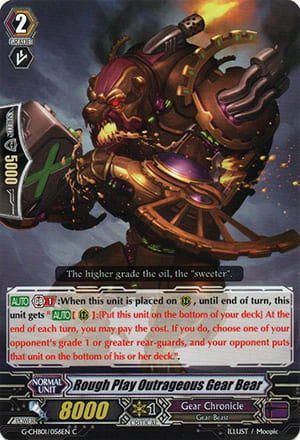 2
5000
The higher grade the oil, the "sweeter".
AUTO 1 :When this unit is placed on , until end of turn, this
unit gets "AUTO[ ]:[Put this unit on the bottom of your deck] At the
end of each turn, you may pay the cost. If you do, choose one of your
opponent's grade 1 or greater rear-guards, and your opponent puts
that unit on the bottom of his or her deck.".
NORMAL UNIT
Rough Play Outrageous Gear Bear
8000
1
CRITICAL
Gear Chronicle
Gear Beast
G-CHB01/056EN C
ILLUST / Moopic